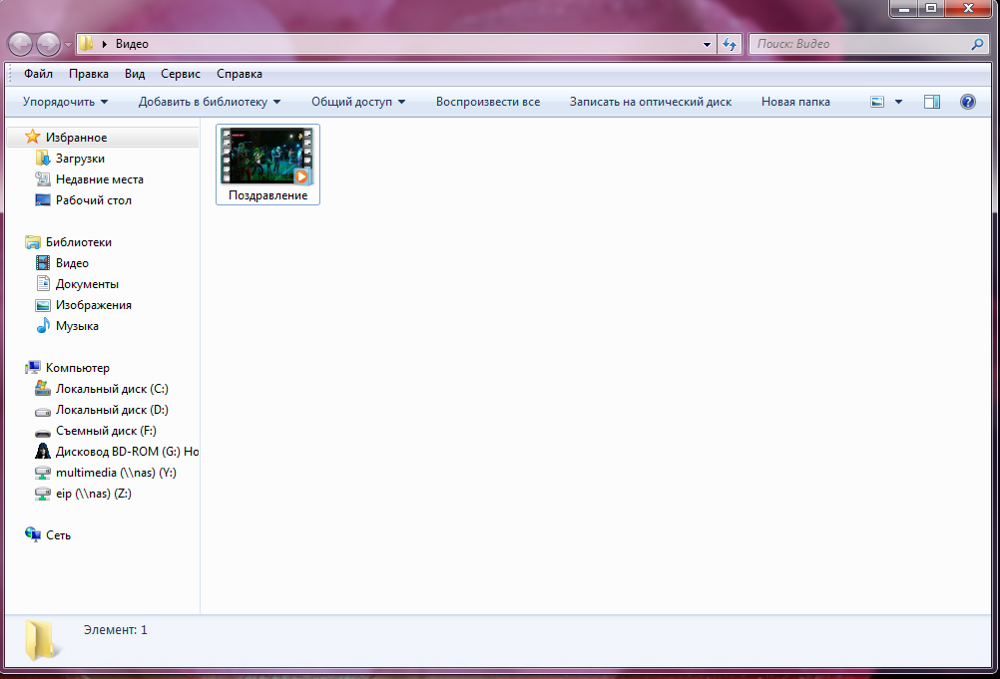 Видео
Поиск: Видео
Файл Правка Вид Сервис Справка
Упорядочить Добавить в библиотеку Общий доступ Воспроизвести все Записать на оптический диск Новая папка
Избранное
Загрузки
Недавние места
Рабочий стол
Библиотеки
Видео
Документы
Изображения
Музыка
Компьютер
Локальный диск (C:)
Локальный диск (D:)
Съемный диск (F:)
Дисковод BD-ROM (G:) Ho
multimedia (\\nas) (Y:)
eip (\\nas) (Z:)
Сеть
Поздравление
Элемент: 1